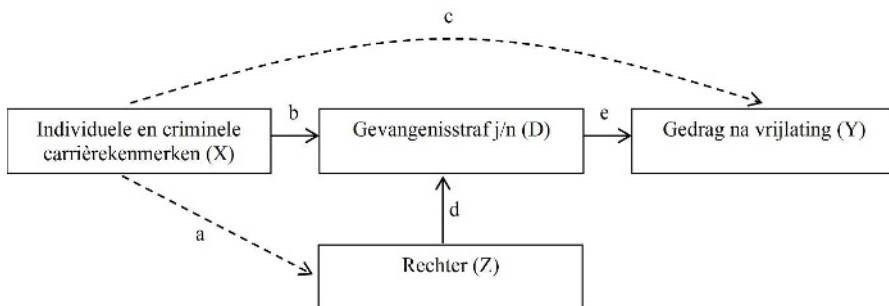 c
Individuele en criminele
carrièrekenmerken (X)
b
Gevangenisstraf j/n (D)
e
Gedrag na vrijlating (Y)
a
d
Rechter (Z)